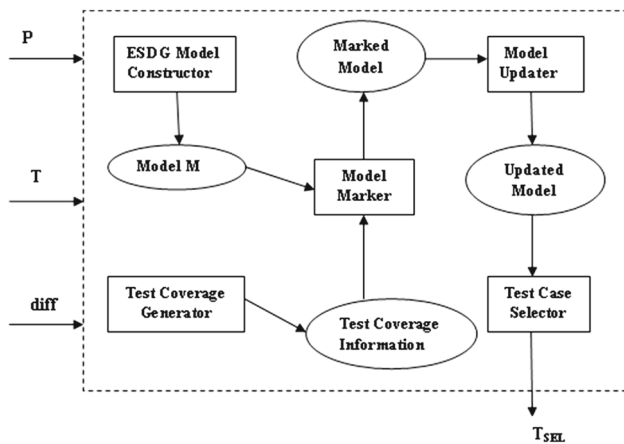 P
ESDG Model
Constructor
Marked
Model
Model
Updater
Model M
T
Model
Marker
Updated
Model
diff
Test Coverage
Generator
Test Coverage
Information
Test Case
Selector
TSEL